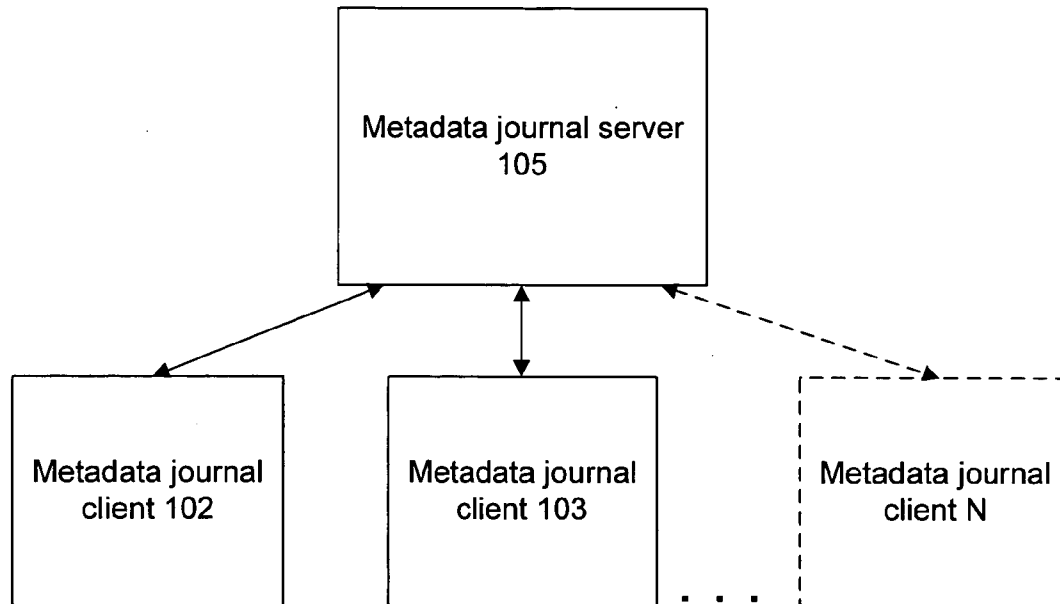 Metadata journal server
105
Metadata journal
client 102
Metadata journal
client 103
. . .
Metadata journal
client N